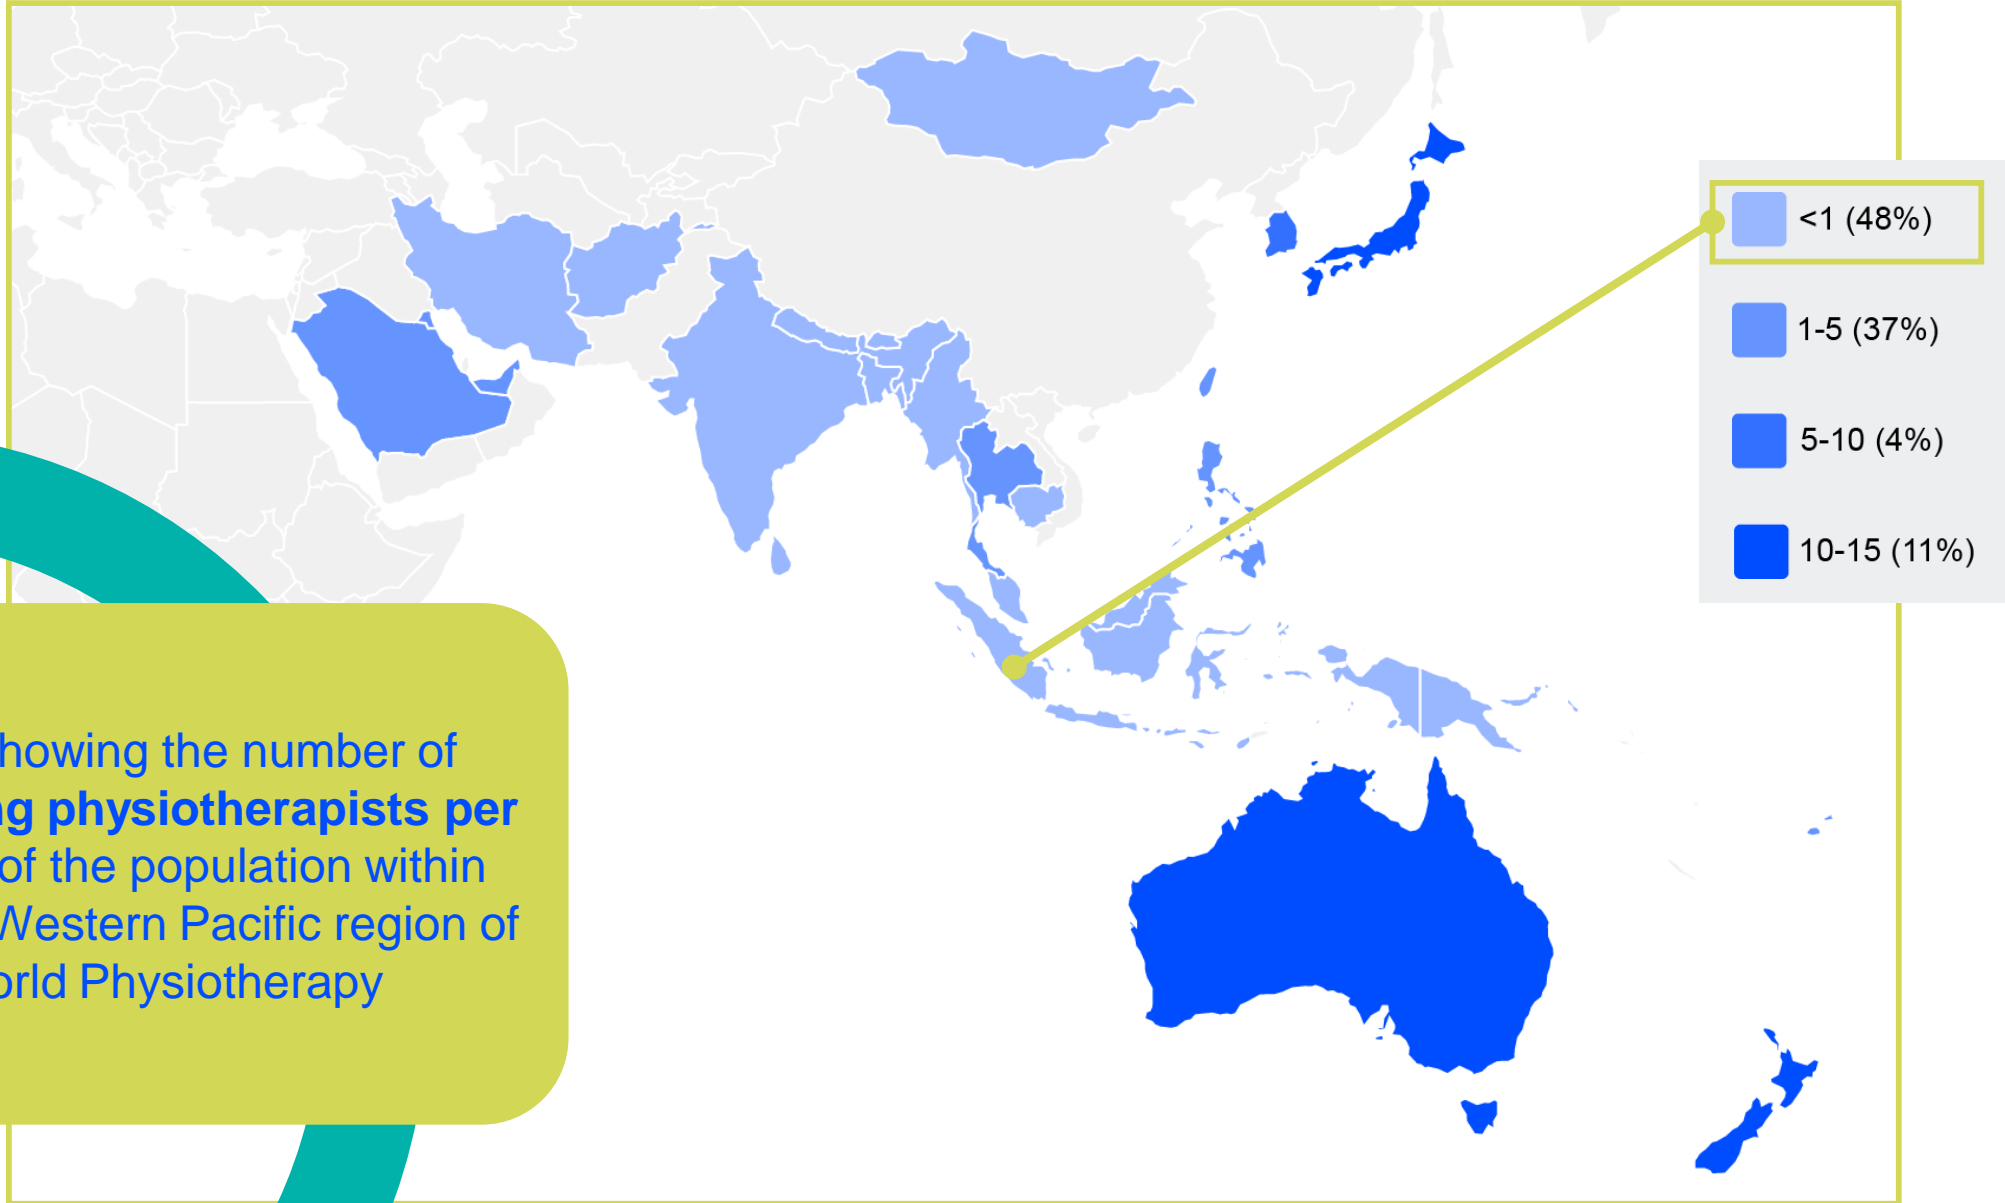 howing the number of
ng physiotherapists per
of the population within
Western Pacific region of
orld Physiotherapy
<1 (48%)
1-5 (37%)
5-10 (4%)
10-15 (11%)